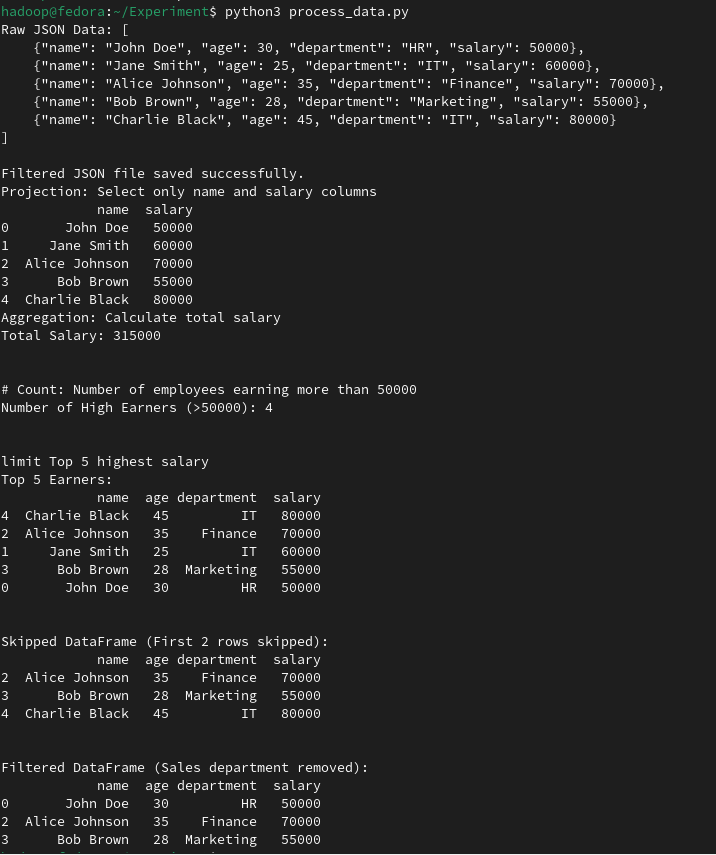 hadoop@fedora:~/Experiment$ python3 process_data.py
Raw JSON Data: [
    {"name": "John Doe", "age": 30, "department": "HR", "salary": 50000},
    {"name": "Jane Smith", "age": 25, "department": "IT", "salary": 60000},
    {"name": "Alice Johnson", "age": 35, "department": "Finance", "salary": 70000},
    {"name": "Bob Brown", "age": 28, "department": "Marketing", "salary": 55000},
    {"name": "Charlie Black", "age": 45, "department": "IT", "salary": 80000}
]

Filtered JSON file saved successfully.
Projection: Select only name and salary columns
            name  salary
0       John Doe   50000
1     Jane Smith   60000
2  Alice Johnson   70000
3      Bob Brown   55000
4  Charlie Black   80000
Aggregation: Calculate total salary
Total Salary: 315000


# Count: Number of employees earning more than 50000
Number of High Earners (>50000): 4


limit Top 5 highest salary
Top 5 Earners:
            name  age department  salary
4  Charlie Black   45         IT   80000
2  Alice Johnson   35    Finance   70000
1     Jane Smith   25         IT   60000
3      Bob Brown   28  Marketing   55000
0       John Doe   30         HR   50000


Skipped DataFrame (First 2 rows skipped):
            name  age department  salary
2  Alice Johnson   35    Finance   70000
3      Bob Brown   28  Marketing   55000
4  Charlie Black   45         IT   80000


Filtered DataFrame (Sales department removed):
            name  age department  salary
0       John Doe   30         HR   50000
2  Alice Johnson   35    Finance   70000
3      Bob Brown   28  Marketing   55000